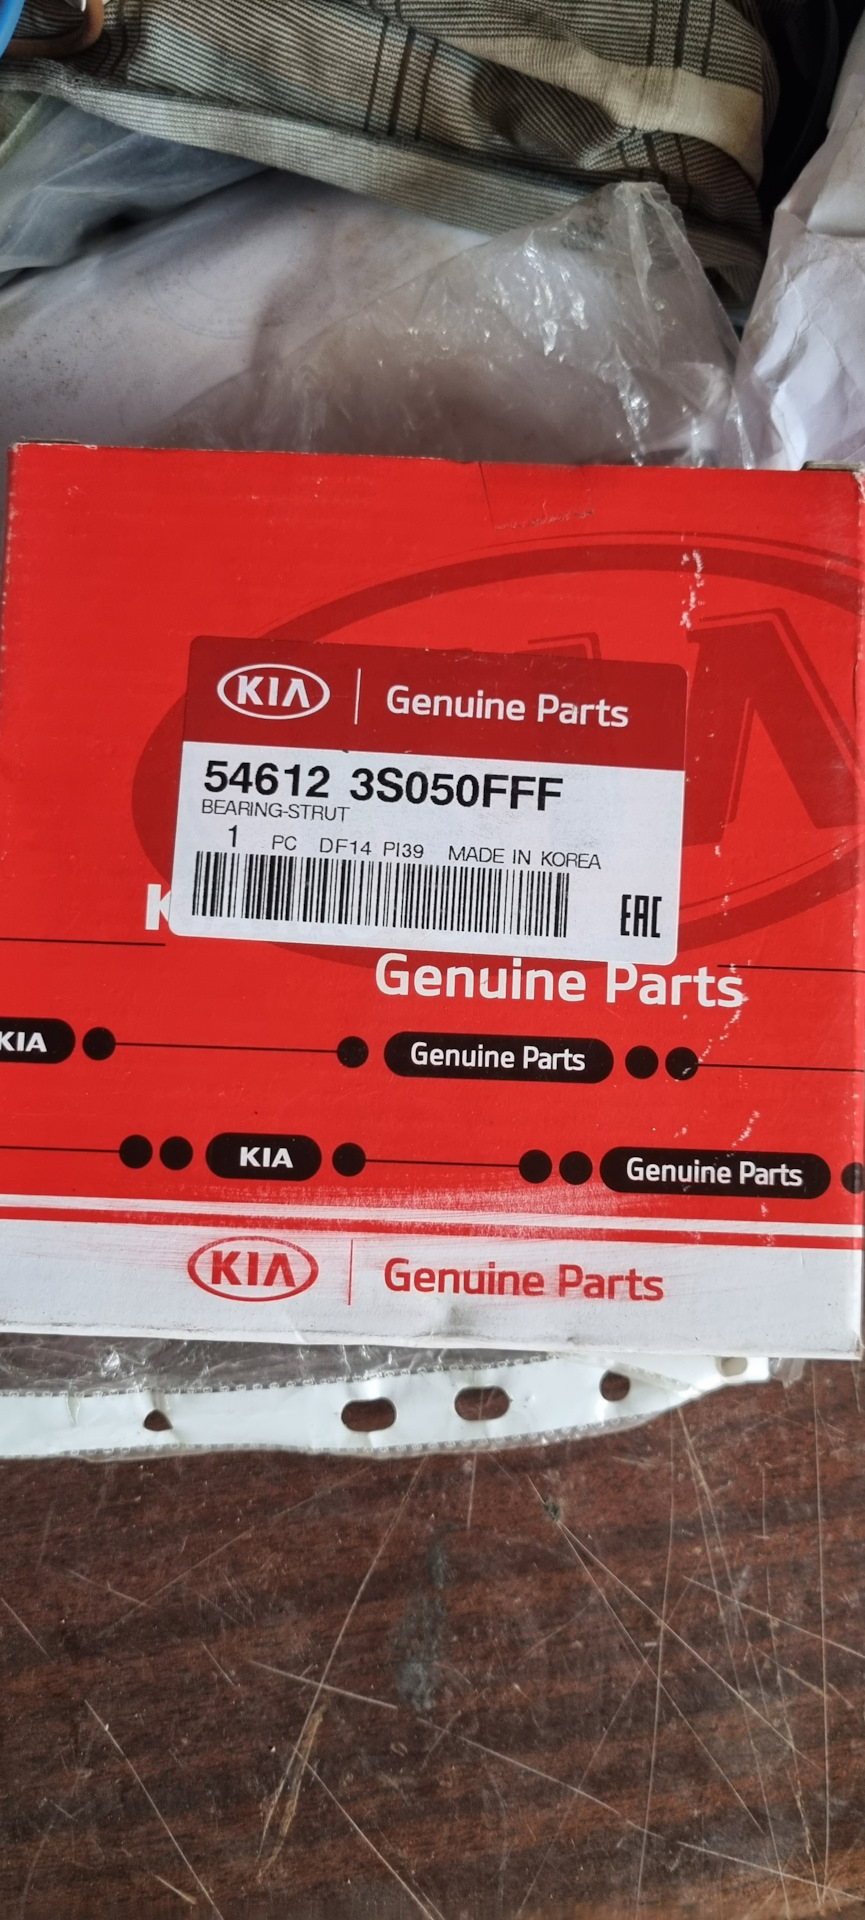 KIA | Genuine Parts
54612 3S050FFF
BEARING-STRUT
1 PC DF14 PI39 MADE IN KOREA
EAC
K
Genuine Parts
KIA Genuine Parts
KIA Genuine Parts
KIA | Genuine Parts